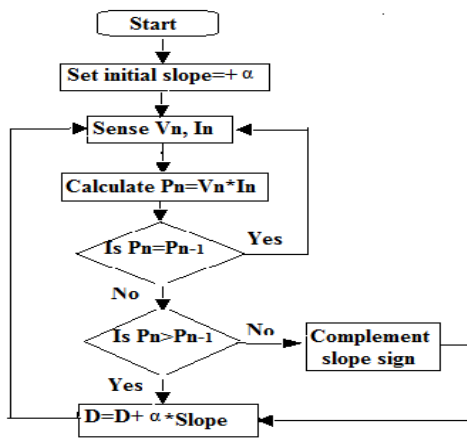 Start
Set initial slope=+ α
Sense Vn, In
Calculate Pn=Vn*In
Is Pn=Pn-1
Yes
No
Is Pn>Pn-1
No
Complement
slope sign
Yes
D=D+ α*Slope